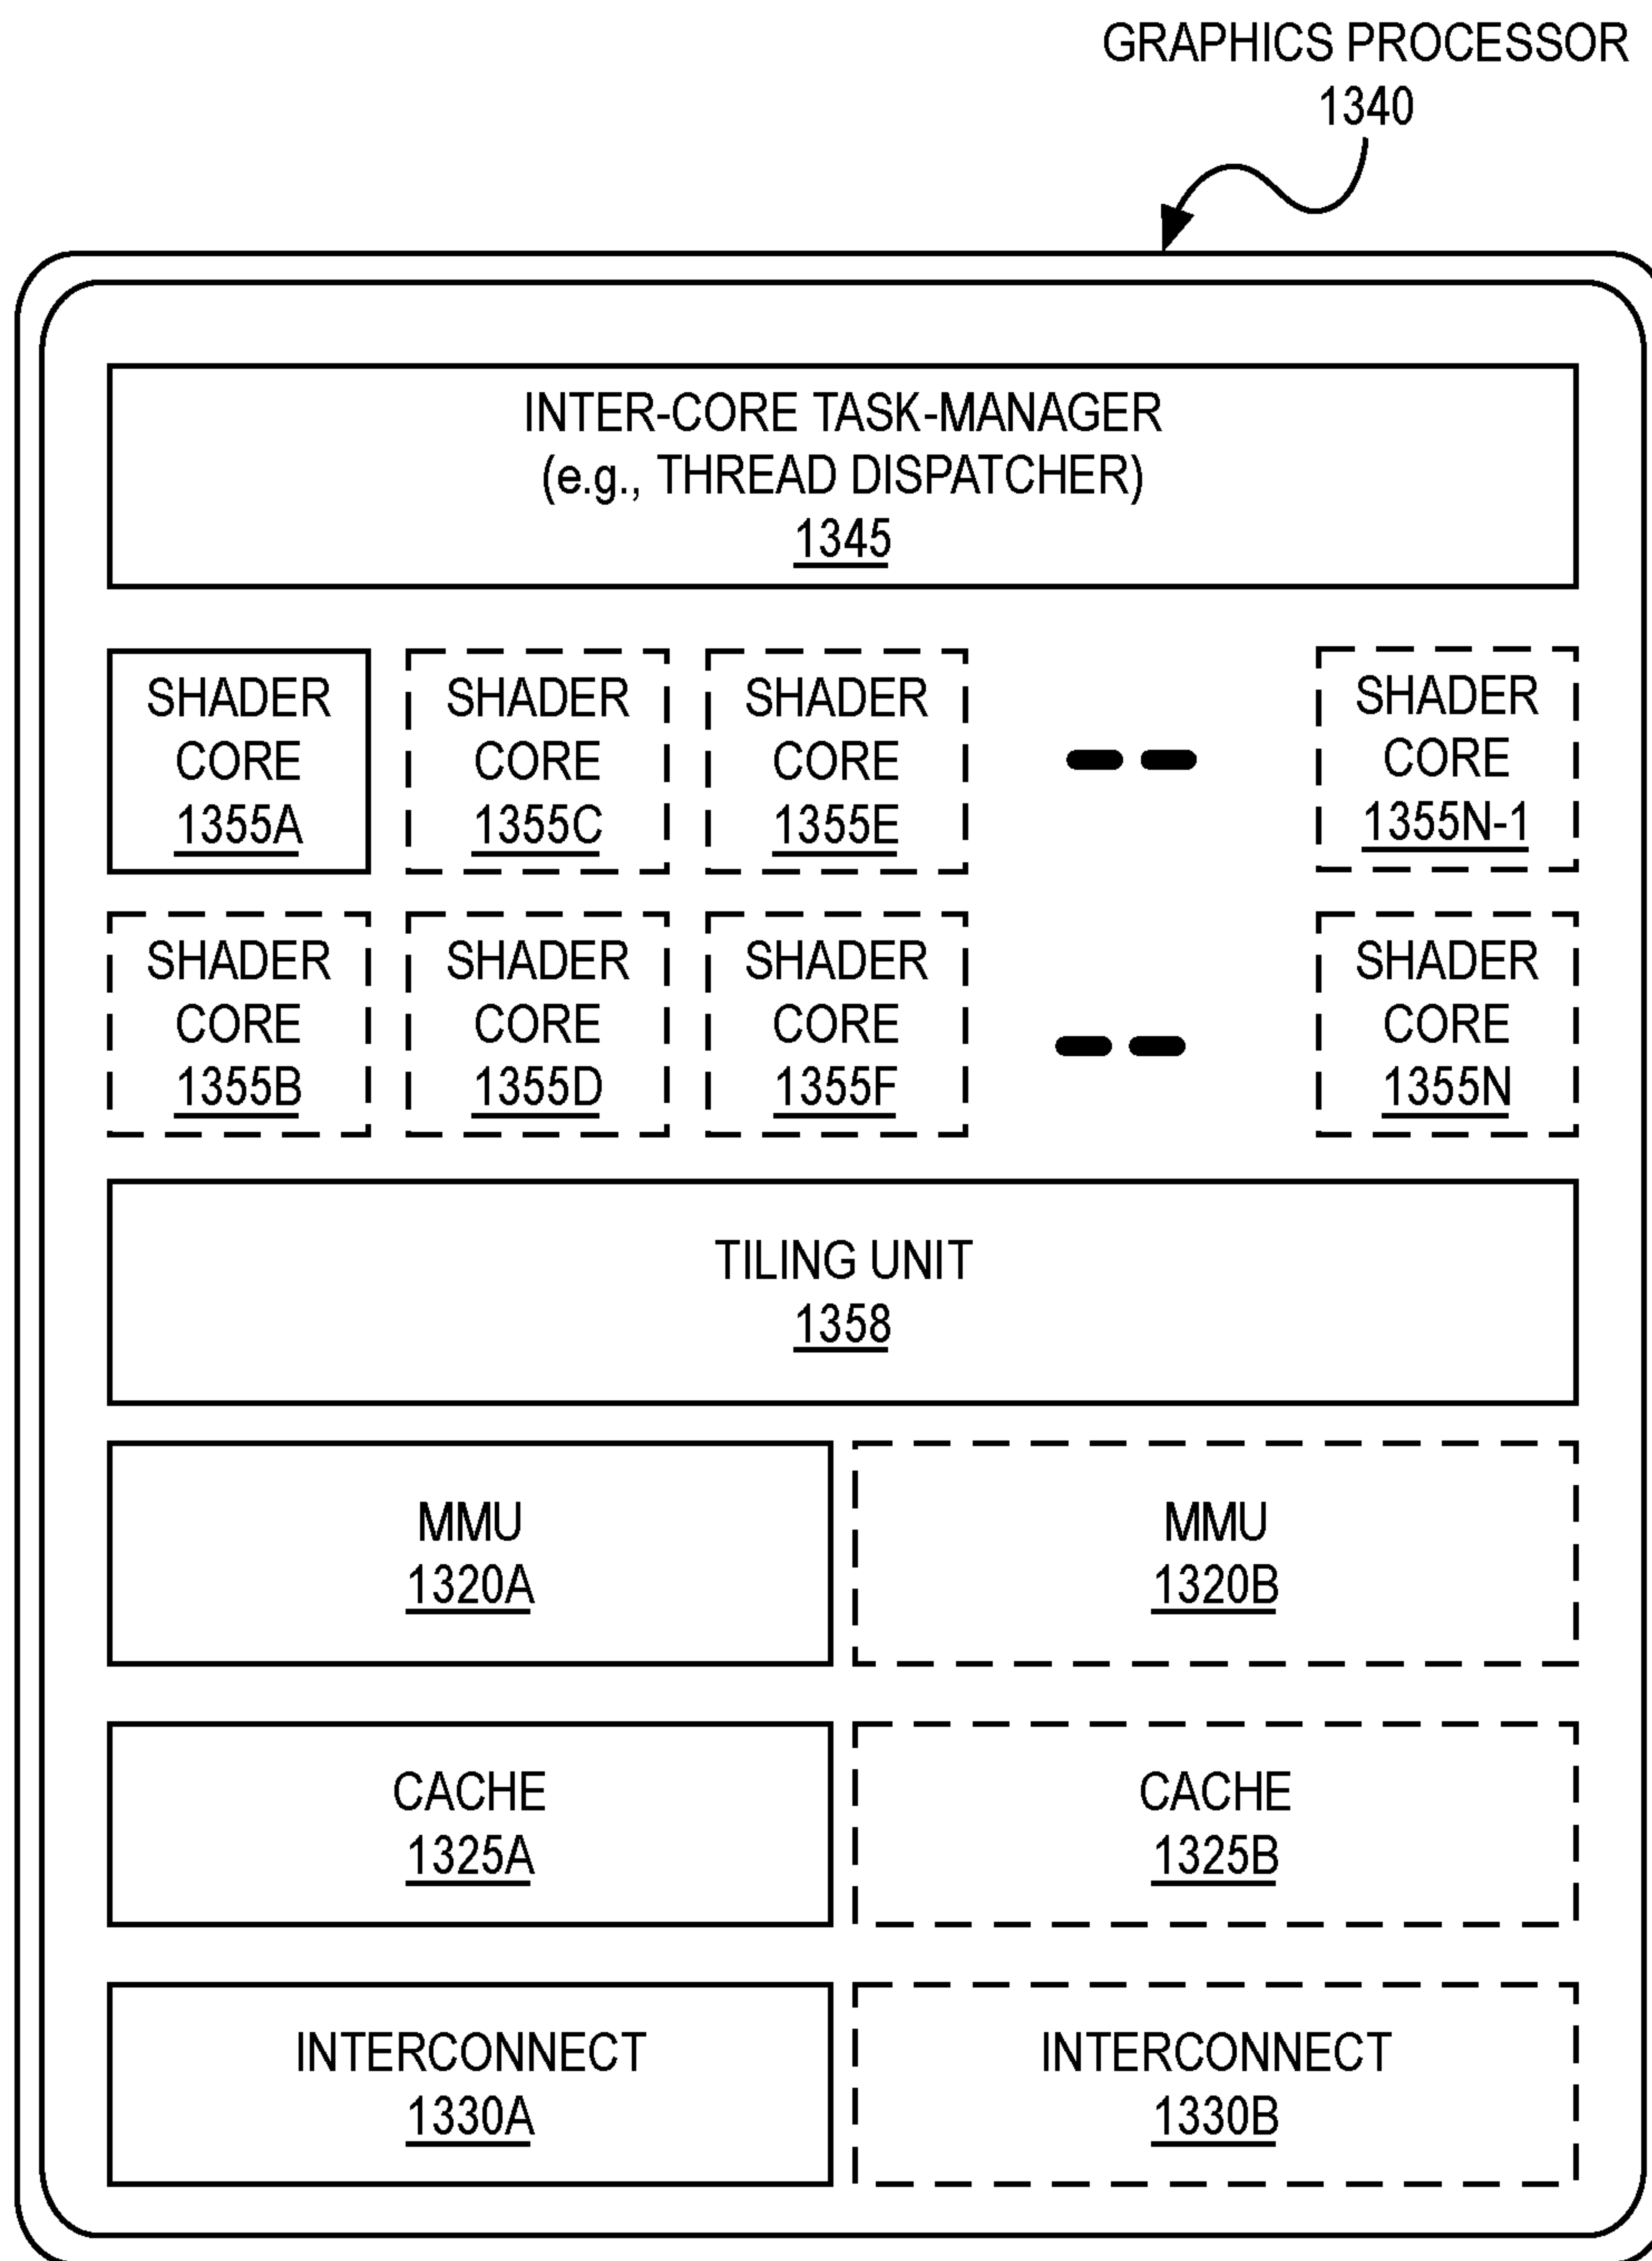 GRAPHICS PROCESSOR
1340
INTER-CORE TASK-MANAGER
(e.g., THREAD DISPATCHER)
1345
SHADER
CORE
1355A
SHADER
CORE
1355C
SHADER
CORE
1355E
SHADER
CORE
1355N-1
SHADER
CORE
1355B
SHADER
CORE
1355D
SHADER
CORE
1355F
SHADER
CORE
1355N
TILING UNIT
1358
MMU
1320A
MMU
1320B
CACHE
1325A
CACHE
1325B
INTERCONNECT
1330A
INTERCONNECT
1330B